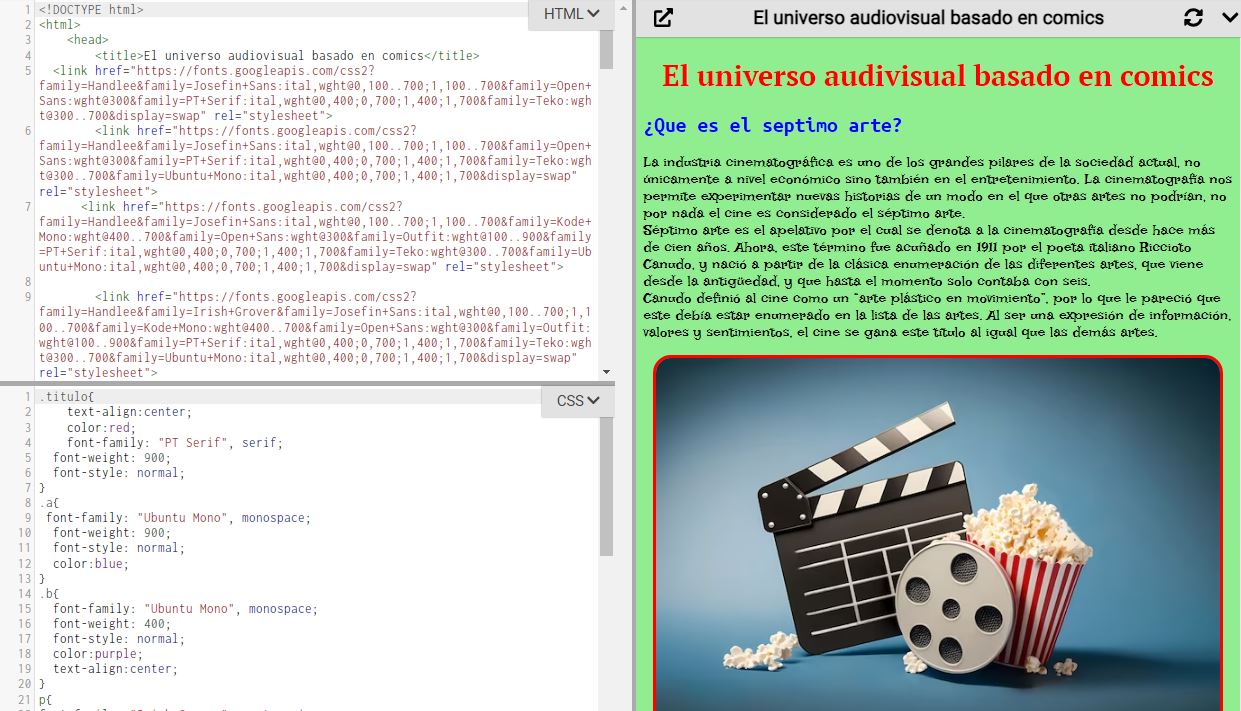 1 <!DOCTYPE html>
2 <html>
3 <head>
4 <title>El universo audiovisual basado en comics</title>
5 <link href="https://fonts.googleapis.com/css2?
family=Handlee&family=Josefin+Sans:ital,wght@0,100..700;1,100..700&family=Open+
Sans:wght@300&family=PT+Serif:ital,wght@0,400;0,700;1,400;1,700&family=Teko:wgh
t@300..700&display=swap" rel="stylesheet">
6 <link href="https://fonts.googleapis.com/css2?
family=Handlee&family=Josefin+Sans:ital,wght@0,100..700;1,100..700&family=Open+
Sans:wght@300&family=PT+Serif:ital,wght@0,400;0,700;1,400;1,700&family=Teko:wgh
t@300..700&family=Ubuntu+Mono:ital,wght@0,400;0,700;1,400;1,700&display=swap"
rel="stylesheet">
7 <link href="https://fonts.googleapis.com/css2?
family=Handlee&family=Josefin+Sans:ital,wght@0,100..700;1,100..700&family=Kode+
Mono:wght@400..700&family=Open+Sans:wght@300&family=Outfit:wght@100..900&family
=PT+Serif:ital,wght@0,400;0,700;1,400;1,700&family=Teko:wght@300..700&family=Ub
untu+Mono:ital,wght@0,400;0,700;1,400;1,700&display=swap" rel="stylesheet">
8
9 <link href="https://fonts.googleapis.com/css2?
family=Handlee&family=Irish+Grover&family=Josefin+Sans:ital,wght@0,100..700;1,1
00..700&family=Kode+Mono:wght@400..700&family=Open+Sans:wght@300&family=Outfit:
wght@100..900&family=PT+Serif:ital,wght@0,400;0,700;1,400;1,700&family=Teko:wgh
t@300..700&family=Ubuntu+Mono:ital,wght@0,400;0,700;1,400;1,700&display=swap"
rel="stylesheet">
HTML
1 .titulo{
2 text-align:center;
3 color:red;
4 font-family: "PT Serif", serif;
5 font-weight: 900;
6 font-style: normal;
7 }
8 .a{
9 font-family: "Ubuntu Mono", monospace;
10 font-weight: 900;
11 font-style: normal;
12 color:blue;
13 }
14 .b{
15 font-family: "Ubuntu Mono", monospace;
16 font-weight: 400;
17 font-style: normal;
18 color:purple;
19 text-align:center;
20 }
21 p{
CSS
El universo audiovisual basado en comics
El universo audivisual basado en comics
¿Que es el septimo arte?
La industria cinematográfica es uno de los grandes pilares de la sociedad actual, no
únicamente a nivel económico sino también en el entretenimiento. La cinematografía nos
permite experimentar nuevas historias de un modo en el que otras artes no podrían, no
por nada el cine es considerado el séptimo arte.
Séptimo arte es el apelativo por el cual se denota a la cinematografía desde hace más
de cien años. Ahora, este término fue acuñado en 1911 por el poeta italiano Riccioto
Canudo, y nació a partir de la clásica enumeración de las diferentes artes, que viene
desde la antigüedad, y que hasta el momento solo contaba con seis.
Canudo definió al cine como un "arte plástico en movimiento", por lo que le pareció que
este debía estar enumerado en la lista de las artes. Al ser una expresión de información,
valores y sentimientos, el cine se gana este título al igual que las demás artes.